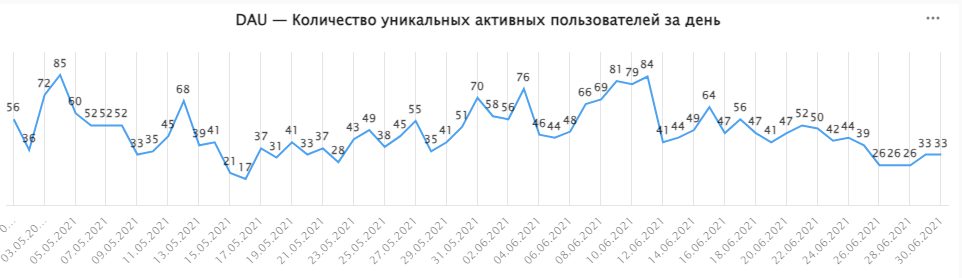 DAU — Количество уникальных активных пользователей за день
56 36 72 85 60 52 52 52 33 35 45 68 39 41 21 17 37 31 41 33 37 28 43 49 38 45 55 35 41 51 70 58 56 76 46 44 48 66 69 81 79 84 41 44 49 64 47 56 47 41 47 52 50 42 44 39 26 26 26 33 33
0... 03.05.20... 05.05.2021 07.05.2021 09.05.2021 11.05.2021 13.05.2021 15.05.2021 17.05.2021 19.05.2021 21.05.2021 23.05.2021 25.05.2021 27.05.2021 29.05.2021 31.05.2021 02.06.2021 04.06.2021 06.06.2021 08.06.2021 10.06.2021 12.06.2021 14.06.2021 16.06.2021 18.06.2021 20.06.2021 22.06.2021 24.06.2021 26.06.2021 28.06.2021 30.06.2021